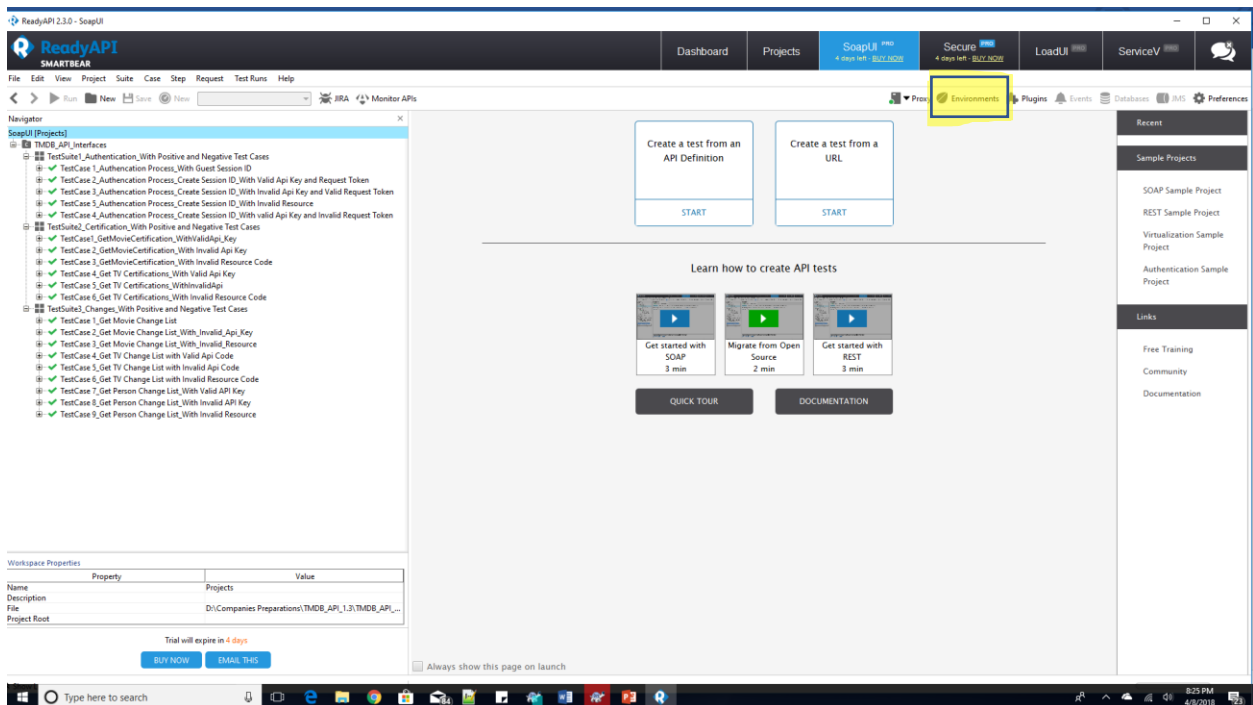 ReadyAPI 2.3.0 - SoapUI
ReadyAPI
SMARTBEAR
Dashboard
Projects
SoapUI PRO
4 days left - BUY NOW
Secure PRO
4 days left - BUY NOW
LoadUI PRO
ServiceV PRO
File Edit View Project Suite Case Step Request Test Runs Help
Run New Save New JIRA Monitor APIs Proxy Environments Plugins Events Databases JMS Preferences
Navigator
SoapUI [Projects]
TMDB_API_Interfaces
TestSuite1_Authentication_With Positive and Negative Test Cases
TestCase 1_Authencation Process_With Guest Session ID
TestCase 2_Authencation Process_Create Session ID_With Valid Api Key and Request Token
TestCase 3_Authencation Process_Create Session ID_With Invalid Api Key and Valid Request Token
TestCase 5_Authencation Process_Create Session ID_With Invalid Resource
TestCase 4_Authencation Process_Create Session ID_With valid Api Key and Invalid Request Token
TestSuite2_Certification_With Positive and Negative Test Cases
TestCase1_GetMovieCertification_WithValidApi_Key
TestCase 2_GetMovieCertification_With Invalid Api Key
TestCase 3_GetMovieCertification_With Invalid Resource Code
TestCase 4_Get TV Certifications_With Valid Api Key
TestCase 5_Get TV Certifications_WithInvalidApi
TestCase 6_Get TV Certifications_With Invalid Resource Code
TestSuite3_Changes_With Positive and Negative Test Cases
TestCase 1_Get Movie Change List
TestCase 2_Get Movie Change List_With_Invalid_Api_Key
TestCase 3_Get Movie Change List_With_Invalid_Resource
TestCase 4_Get TV Change List with Valid Api Code
TestCase 5_Get TV Change List with Invalid Api Code
TestCase 6_Get TV Change List with Invalid Resource Code
TestCase 7_Get Person Change List_With Valid API Key
TestCase 8_Get Person Change List_With Invalid API Key
TestCase 9_Get Person Change List_With Invalid Resource
Workspace Properties
Property Value
Name Projects
Description
File D:\Companies Preparations\TMDB_API_1.3\TMDB_API_...
Project Root
Trial will expire in 4 days
BUY NOW
EMAIL THIS
Create a test from an
API Definition
START
Create a test from a
URL
START
Learn how to create API tests
Get started with
SOAP
3 min
Migrate from Open
Source
2 min
Get started with
REST
3 min
QUICK TOUR
DOCUMENTATION
Always show this page on launch
Recent
Sample Projects
SOAP Sample Project
REST Sample Project
Virtualization Sample
Project
Authentication Sample
Project
Links
Free Training
Community
Documentation
Type here to search
84
8:25 PM
4/8/2018
23